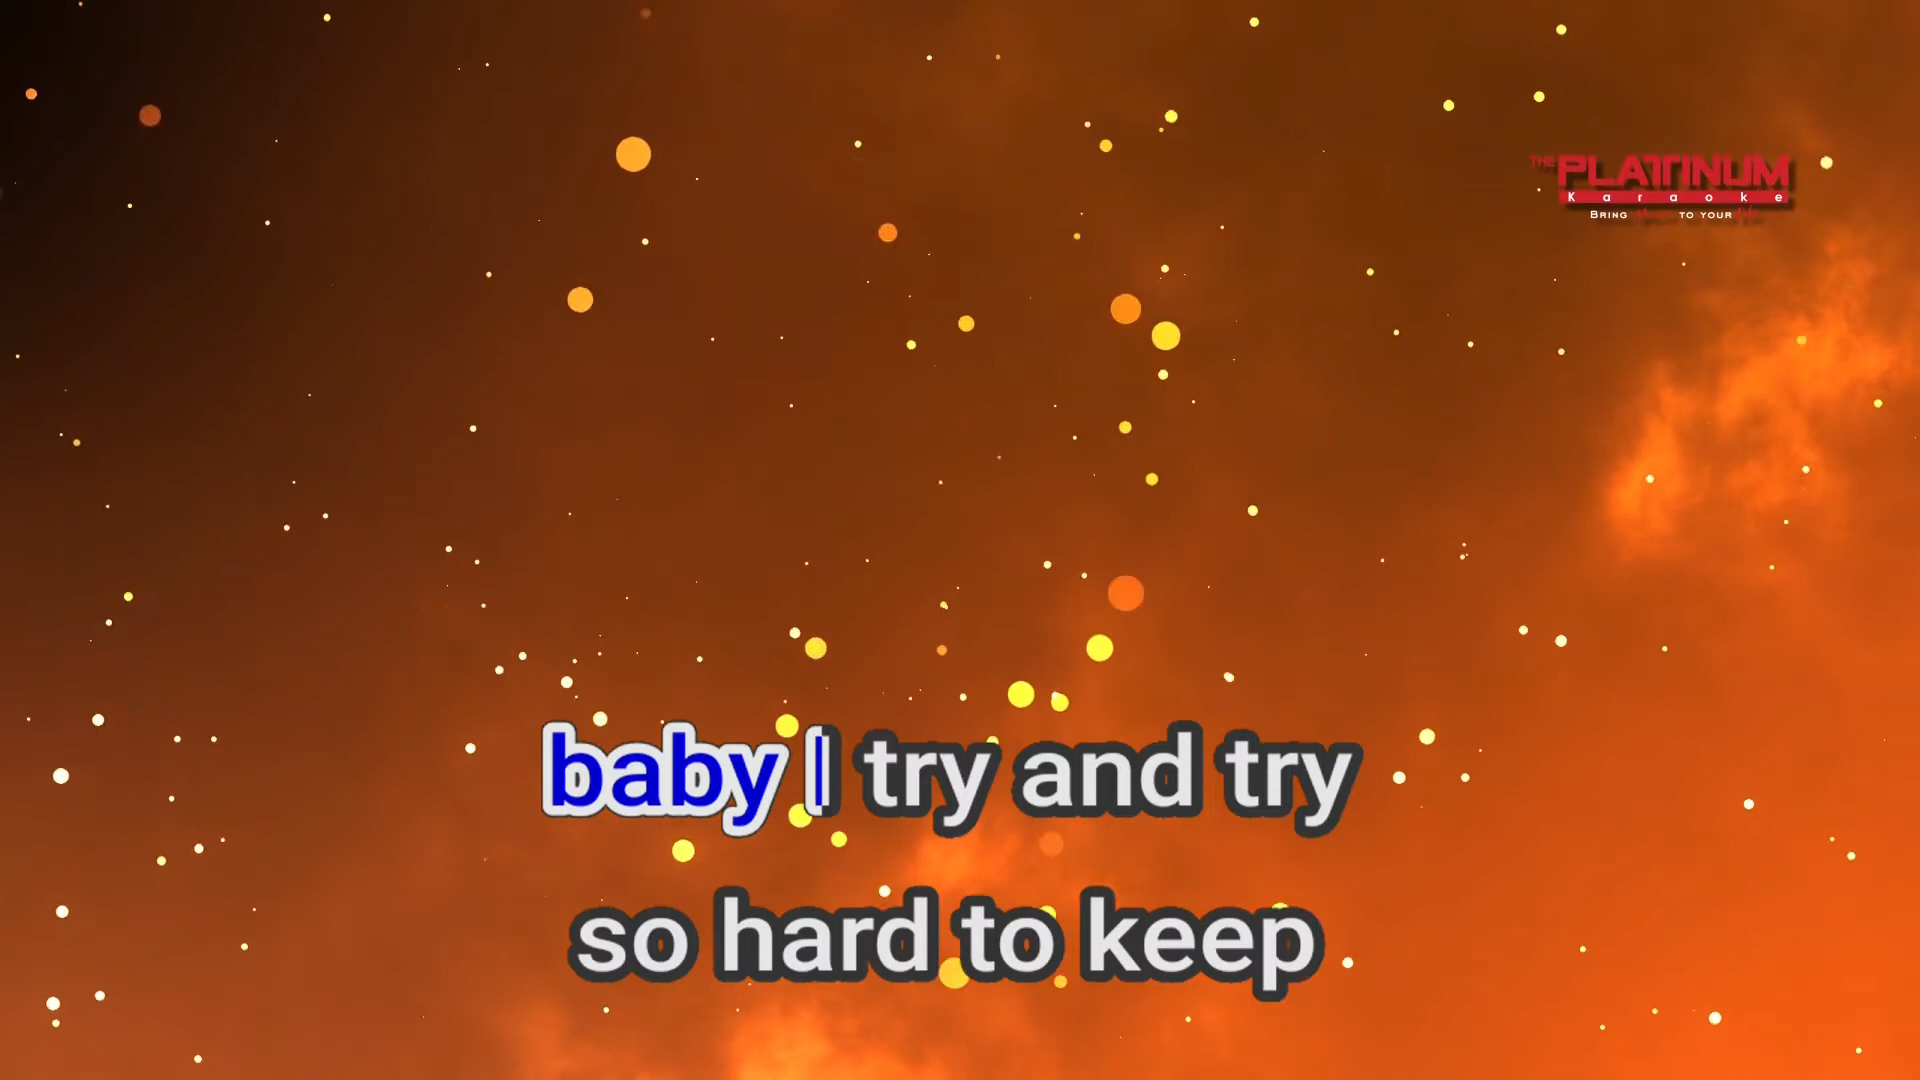 THE PLATINUM
Karaoke
BRING TO YOUR
baby I try and try
so hard to keep